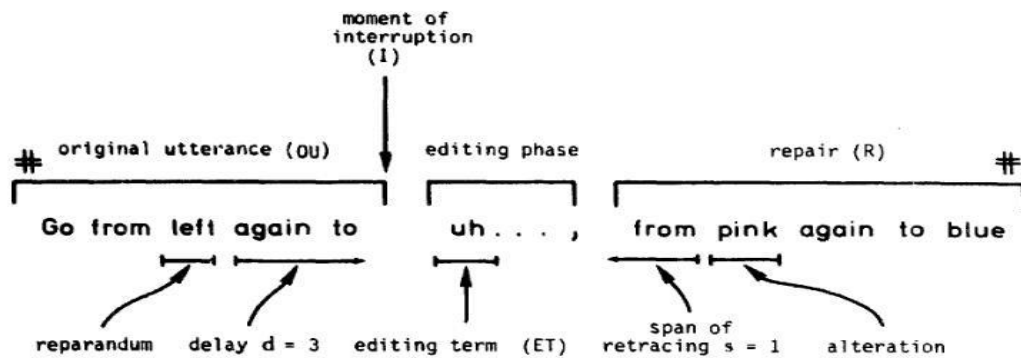 moment of
interruption
(I)
# original utterance (OU) editing phase repair (R) #
Go from left again to uh...., from pink again to blue
span of
reparandum delay d = 3 editing term (ET) retracing s = 1 alteration